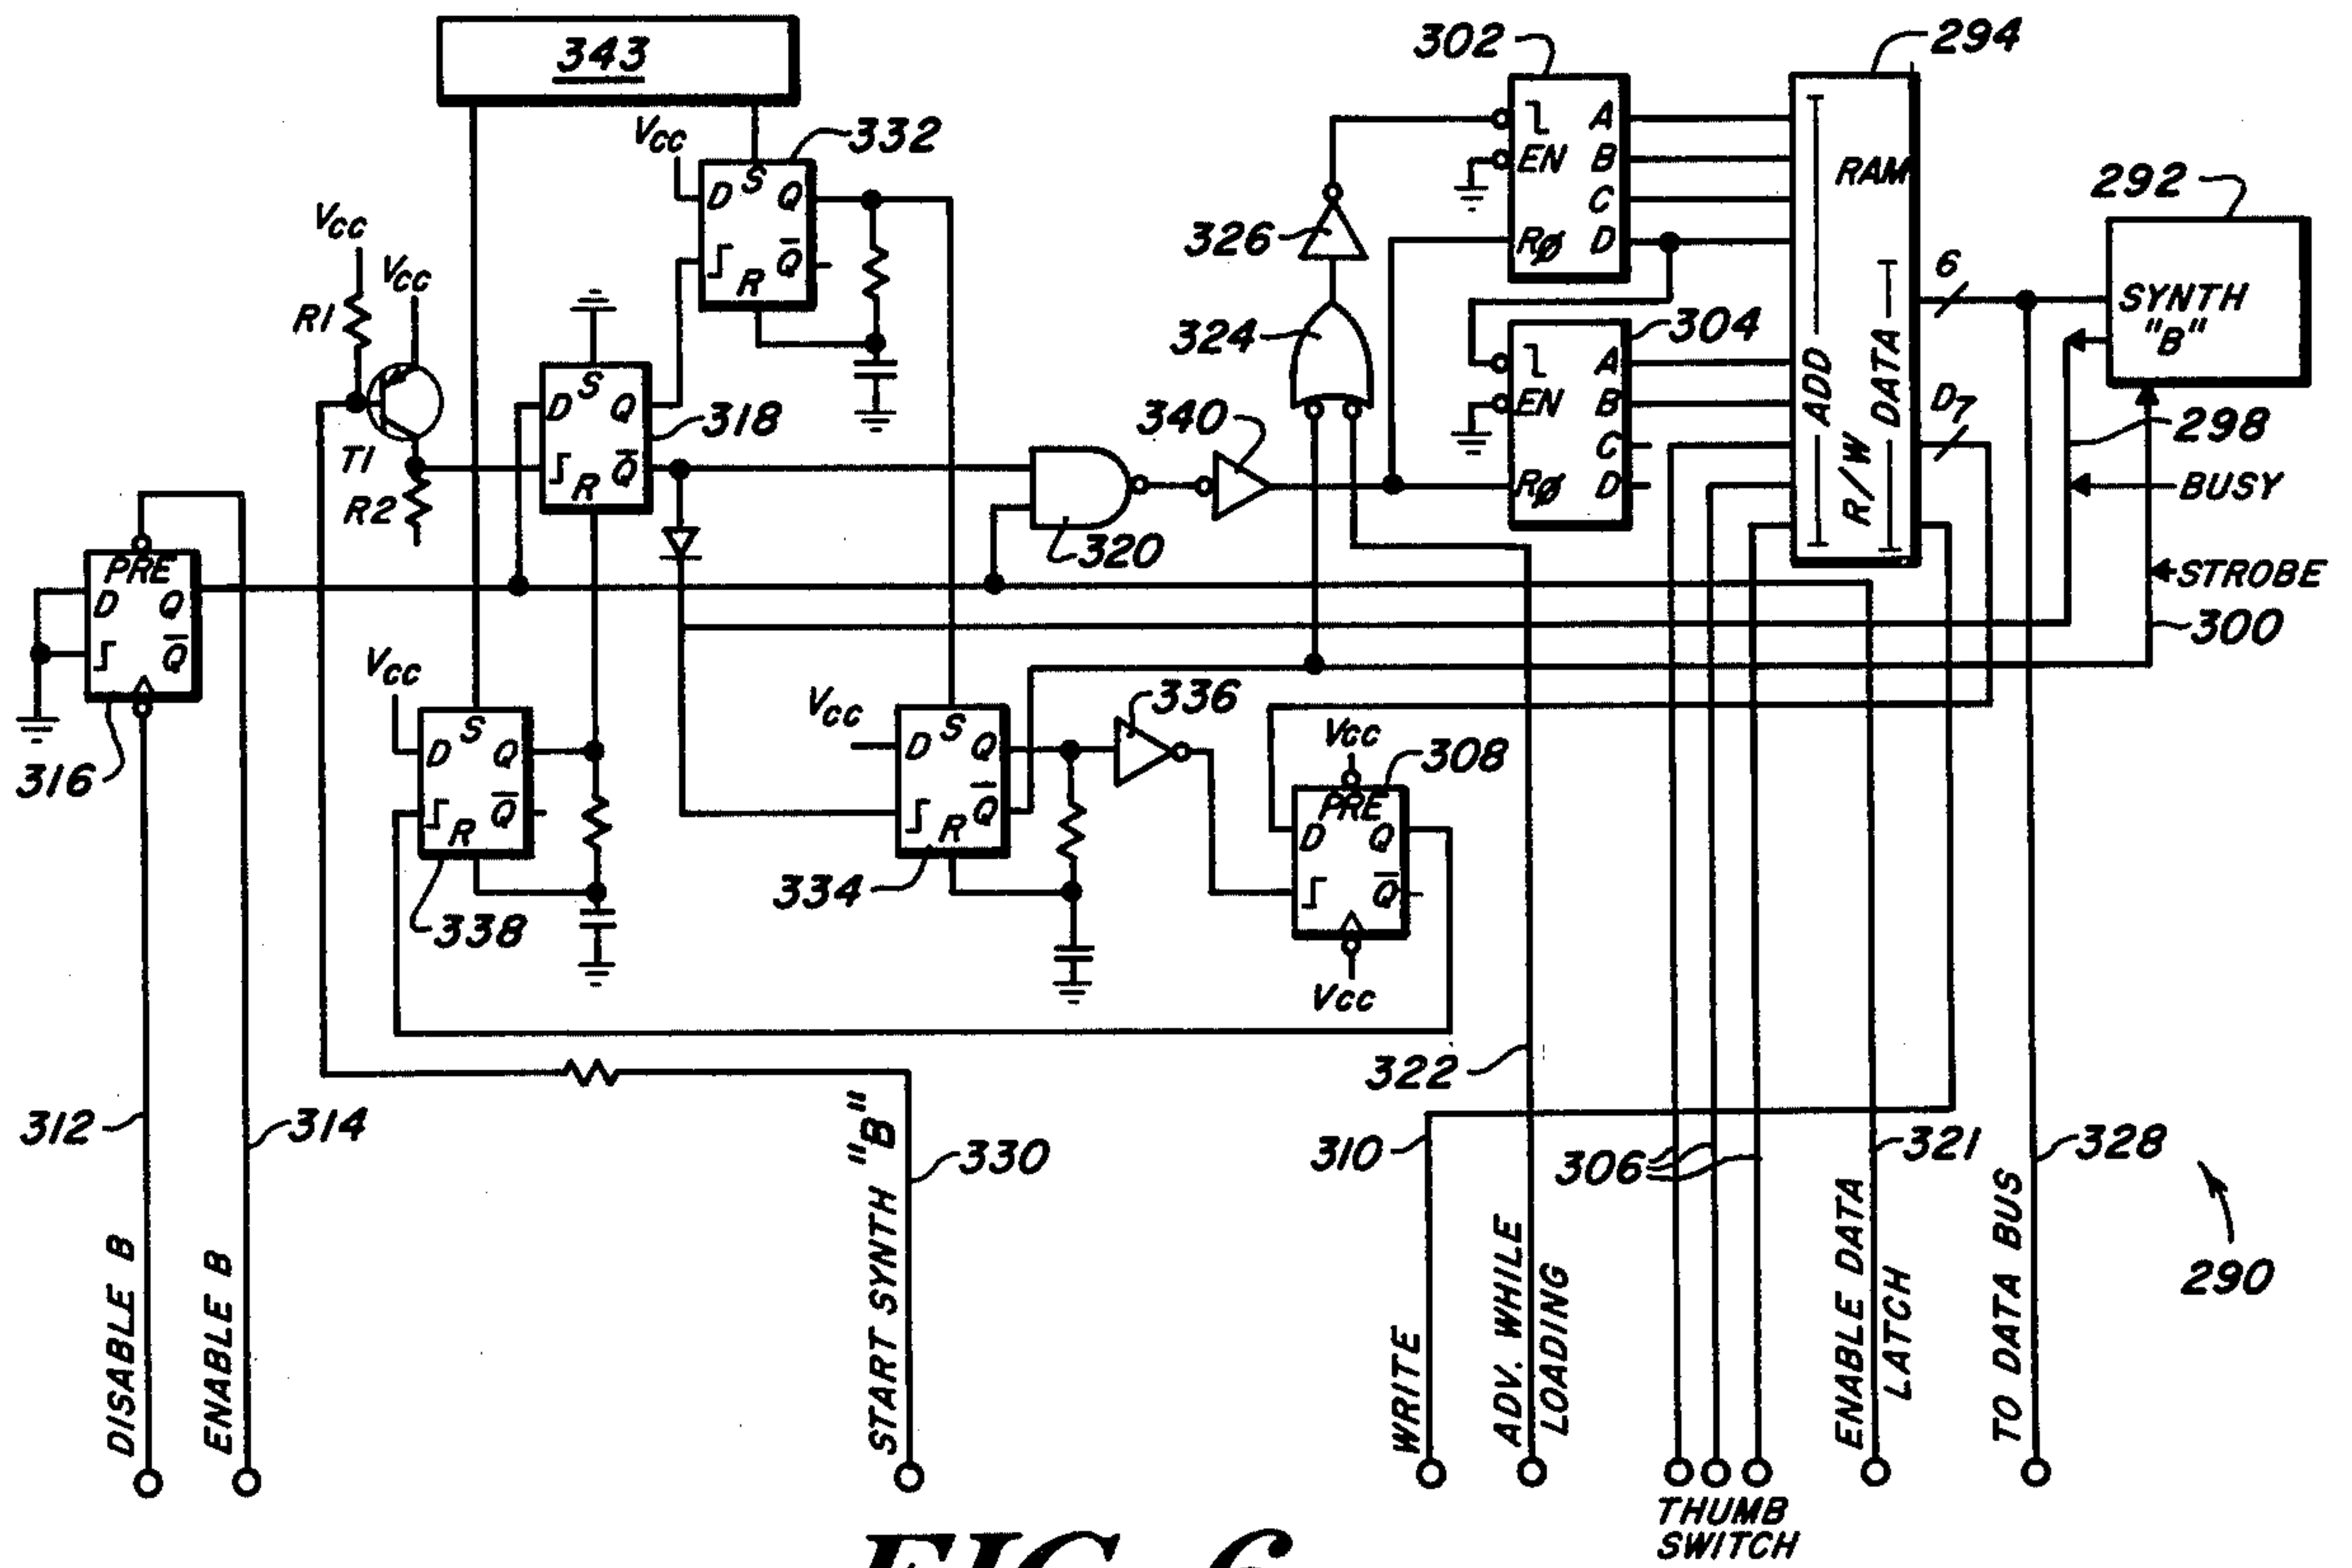 343
302
294
332
VCC
D S Q
Q̅
R
A
EN B
C
RØ D
RAM
292
326
6
SYNTH
"B"
VCC
VCC
R1
T1
R2
S
D Q
R Q̅
318
324
304
340
A
EN B
C
RØ D
ADD
R/W
DATA
D7
298
BUSY
STROBE
300
320
PRE
D Q
Q̅
316
VCC
D S Q
R Q̅
338
VCC
D S Q
R Q̅
334
336
VCC
308
PRE
D Q
Q̅
VCC
322
312
314
"B"
330
310
306
321
328
290
DISABLE B
ENABLE B
START SYNTH
WRITE
ADV. WHILE
LOADING
THUMB
SWITCH
ENABLE DATA
LATCH
TO DATA BUS
FIG. 6